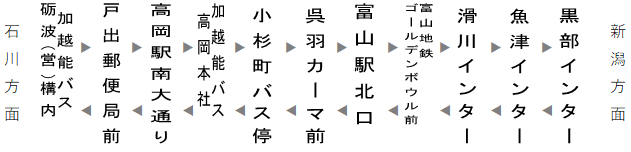 石川方面
加越能バス
砺波(営)構内
戸出郵便局前
高岡駅南大通り
加越能バス
高岡本社
小杉町バス停
呉羽カーマ前
富山駅北口
富山地鉄
ゴールデンボウル前
滑川インター
魚津インター
黒部インター
新潟方面